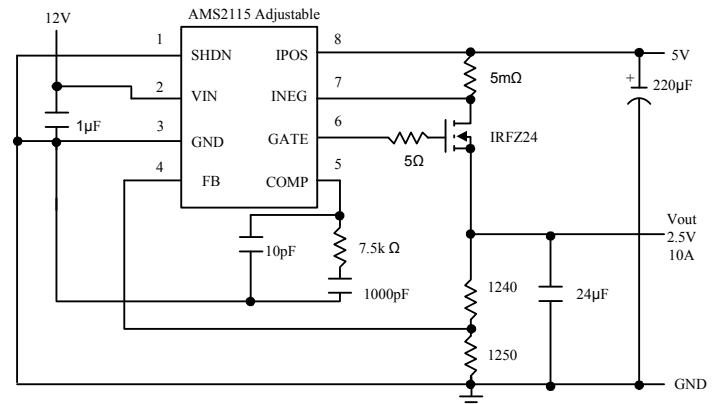 AMS2115 Adjustable
12V
1
8
SHDN
IPOS
5V
2
7
VIN
INEG
5mΩ
+
220µF
1µF
3
6
GND
GATE
IRFZ24
5Ω
4
5
FB
COMP
Vout
2.5V
10A
10pF
7.5k Ω
1000pF
1240
24µF
1250
GND